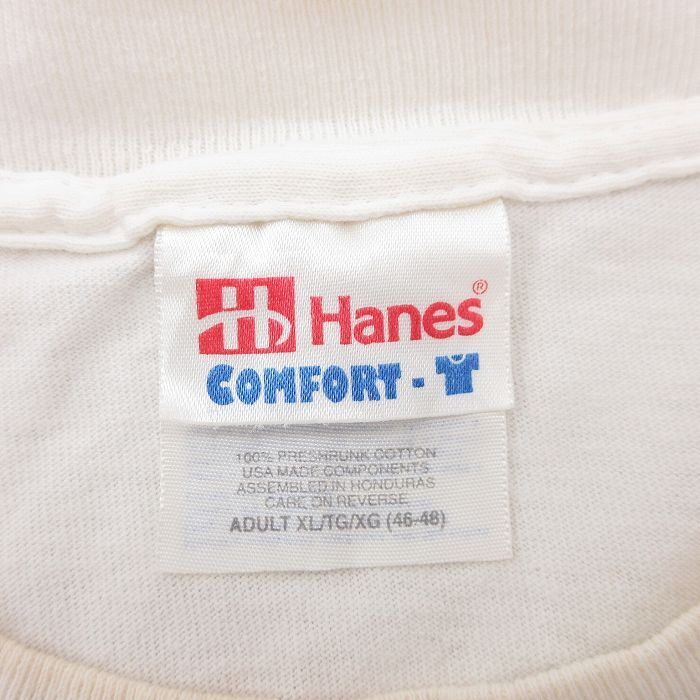 H Hanes®
COMFORT-
100% PRESHRUNK COTTON
USA MADE COMPONENTS
ASSEMBLED IN HONDURAS
CARE ON REVERSE
ADULT XL/TG/XG (46-48)